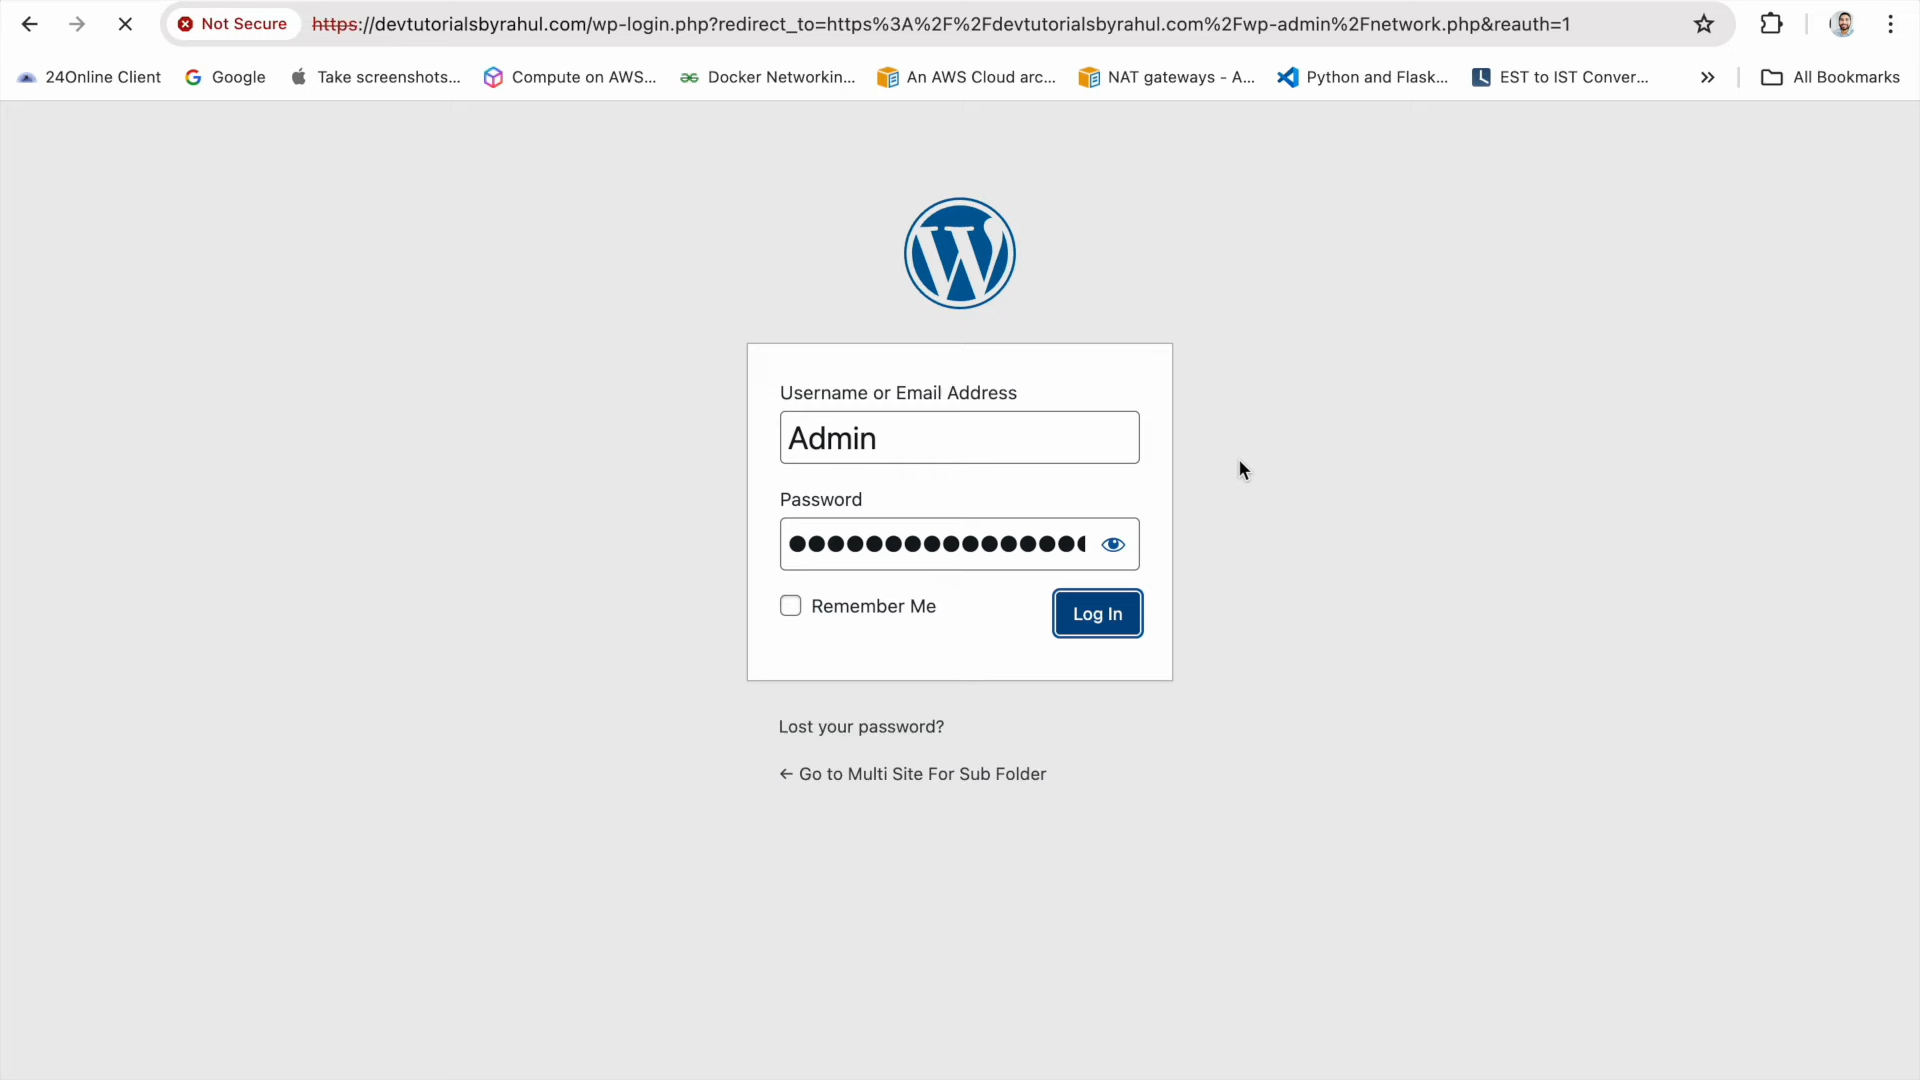 Not Secure https://devtutorialsbyrahul.com/wp-login.php?redirect_to=https%3A%2F%2Fdevtutorialsbyrahul.com%2Fwp-admin%2Fnetwork.php&reauth=1
24Online Client Google Take screenshots... Compute on AWS... Docker Networkin... An AWS Cloud arc... NAT gateways - A... Python and Flask... EST to IST Conver... » All Bookmarks
Username or Email Address
Admin
Password
Remember Me Log In
Lost your password?
← Go to Multi Site For Sub Folder